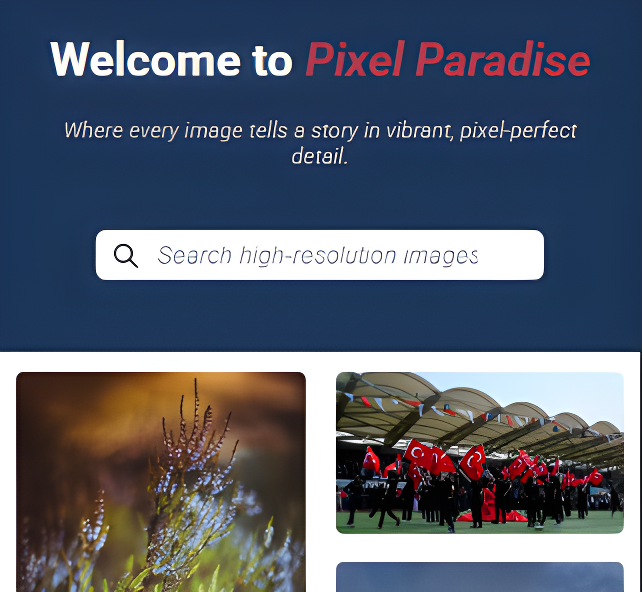 Welcome to Pixel Paradise
Where every image tells a story in vibrant, pixel-perfect
detail.
Search high-resolution images